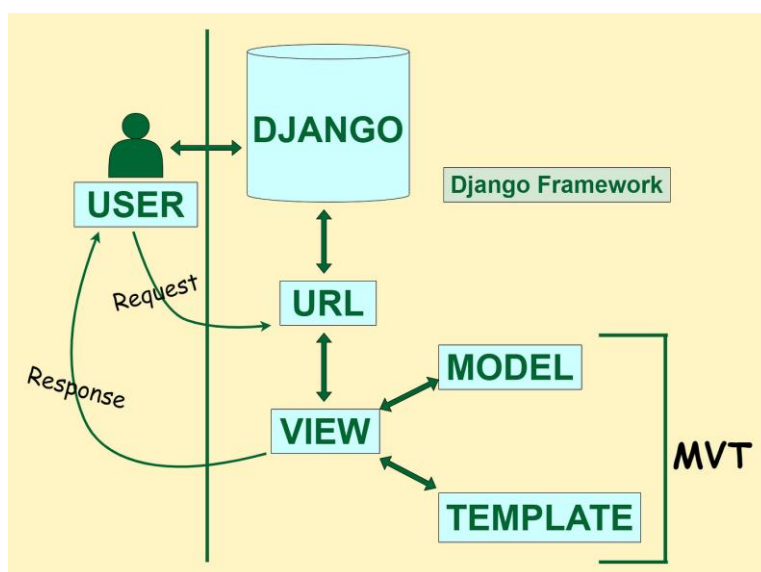 DJANGO
Django Framework
USER
Request
URL
Response
MODEL
VIEW
MVT
TEMPLATE